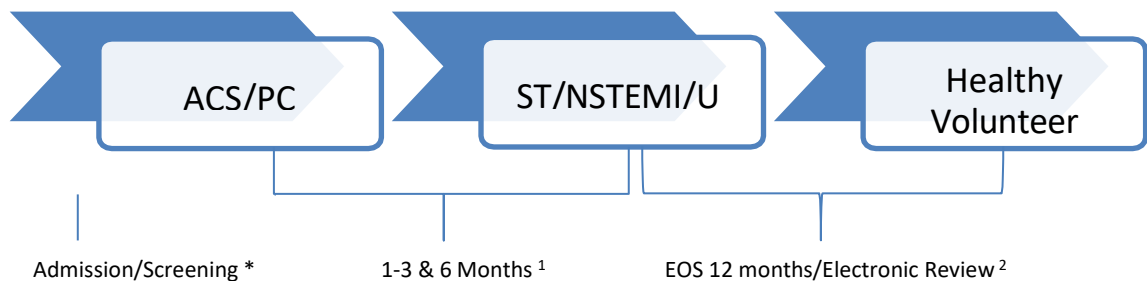 ACS/PC
ST/NSTEMI/U
Healthy
Volunteer
Admission/Screening *
1-3 & 6 Months 1
EOS 12 months/Electronic Review 2